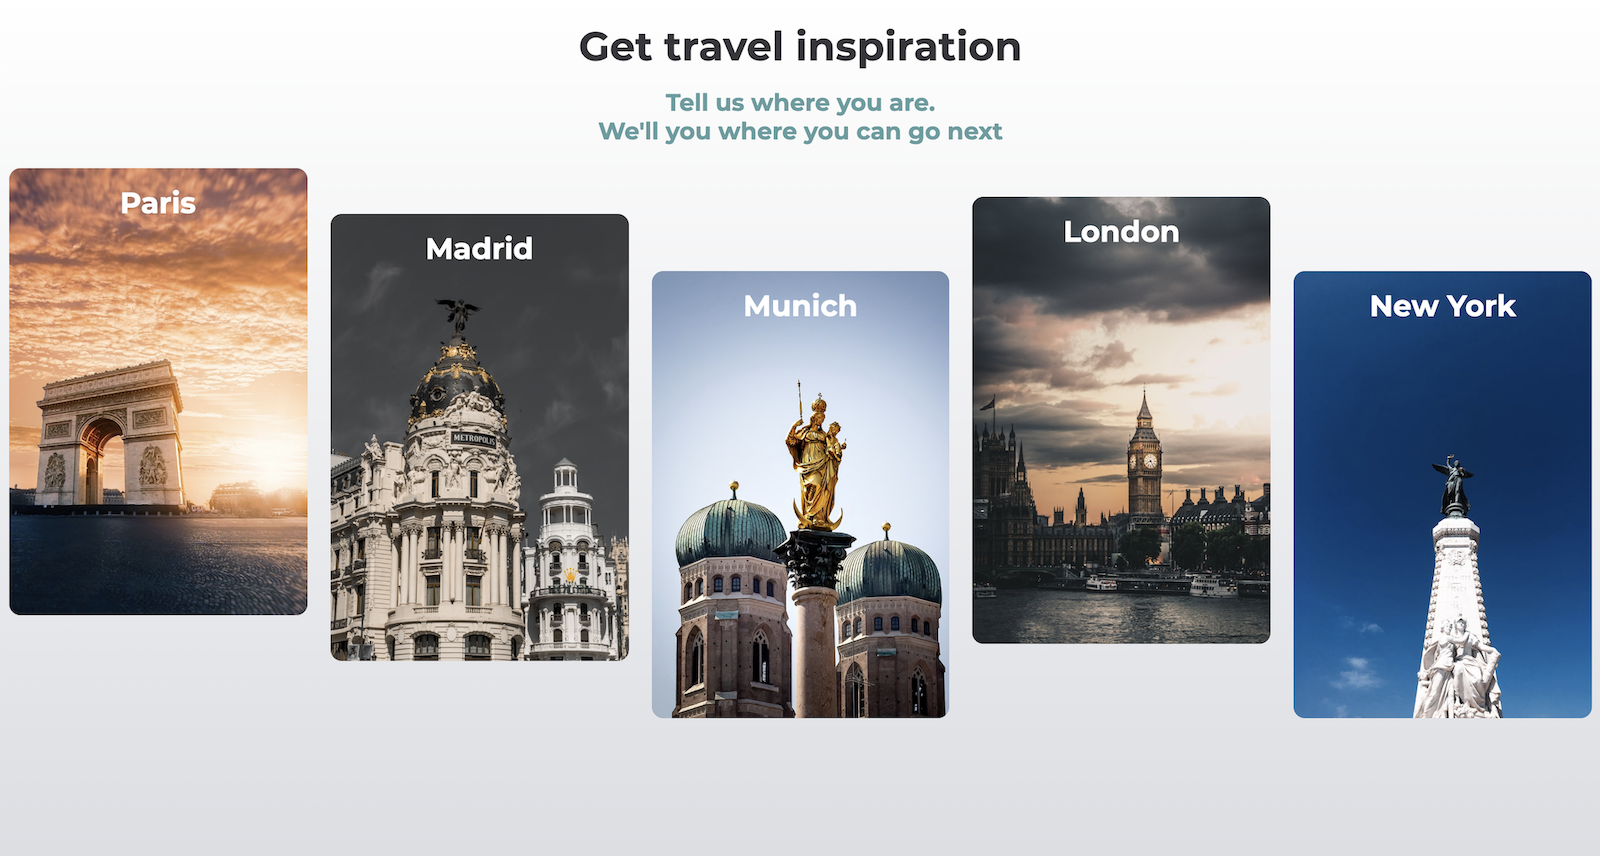 Get travel inspiration
Tell us where you are.
We'll you where you can go next
Paris
Madrid
METROPOLIS
Munich
London
New York